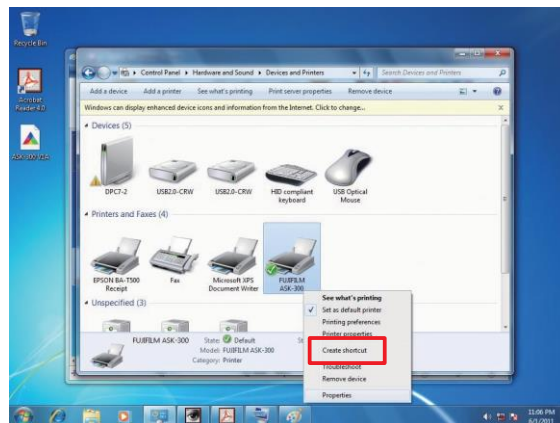 Recycle Bin
Acrobat
Reader 4.0
Control Panel ▸ Hardware and Sound ▸ Devices and Printers
Search Devices and Printers
Add a device
Add a printer
See what's printing
Print server properties
Remove device
Windows can display enhanced device icons and information from the Internet. Click to change...
Devices (5)
DPC7-2
USB2.0-CRW
USB2.0-CRW
HID compliant
keyboard
USB Optical
Mouse
Printers and Faxes (4)
EPSON BA-T500
Receipt
Fax
Microsoft XPS
Document Writer
FUJIFILM
ASK-300
Unspecified (3)
FUJIFILM ASK-300
State: Default
Model: FUJIFILM ASK-300
Category: Printer
See what's printing
Set as default printer
Printing preferences
Printer properties
Create shortcut
Troubleshoot
Remove device
Properties
11:06 PM
6/1/2011